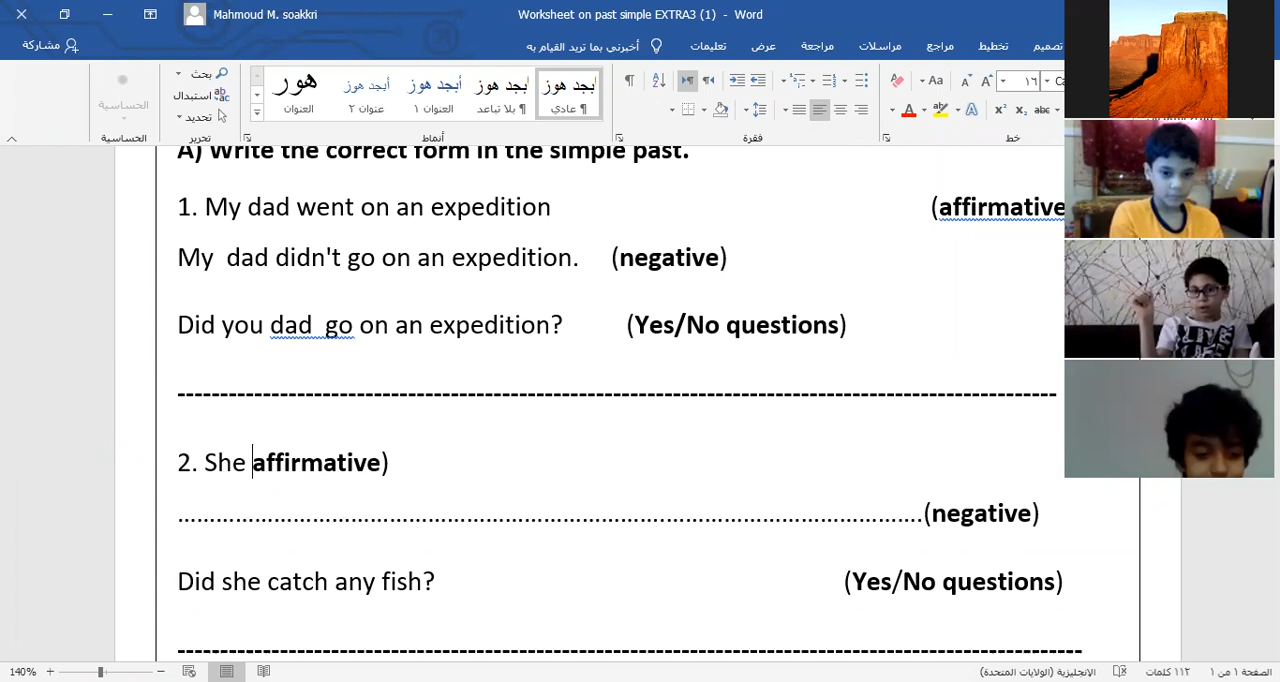 Mahmoud M. soakkri
Worksheet on past simple EXTRA3 (1) - Word
تصميم تخطيط مراجع مراسلات مراجعة عرض تعليمات أخبرني بما تريد القيام به مشاركة
أبجد هوز أبجد هوز أبجد هوز أبجد هوز هور
¶ عادي ¶ بلا تباعد العنوان ١ عنوان ٢ العنوان
بحث
استبدال
تحديد
الحساسية
خط فقرة أنماط تحرير الحساسية
A) Write the correct form in the simple past.
1. My dad went on an expedition (affirmative
My dad didn't go on an expedition. (negative)
Did you dad go on an expedition? (Yes/No questions)
--------------------------------------------------------------------------------------------------------
2. She affirmative)
……………………………………………………………………………………………………..(negative)
Did she catch any fish? (Yes/No questions)
-----------------------------------------------------------------------------------------------------------
الصفحة ١ من ١ ١١٢ كلمات الإنجليزية (الولايات المتحدة) 140%